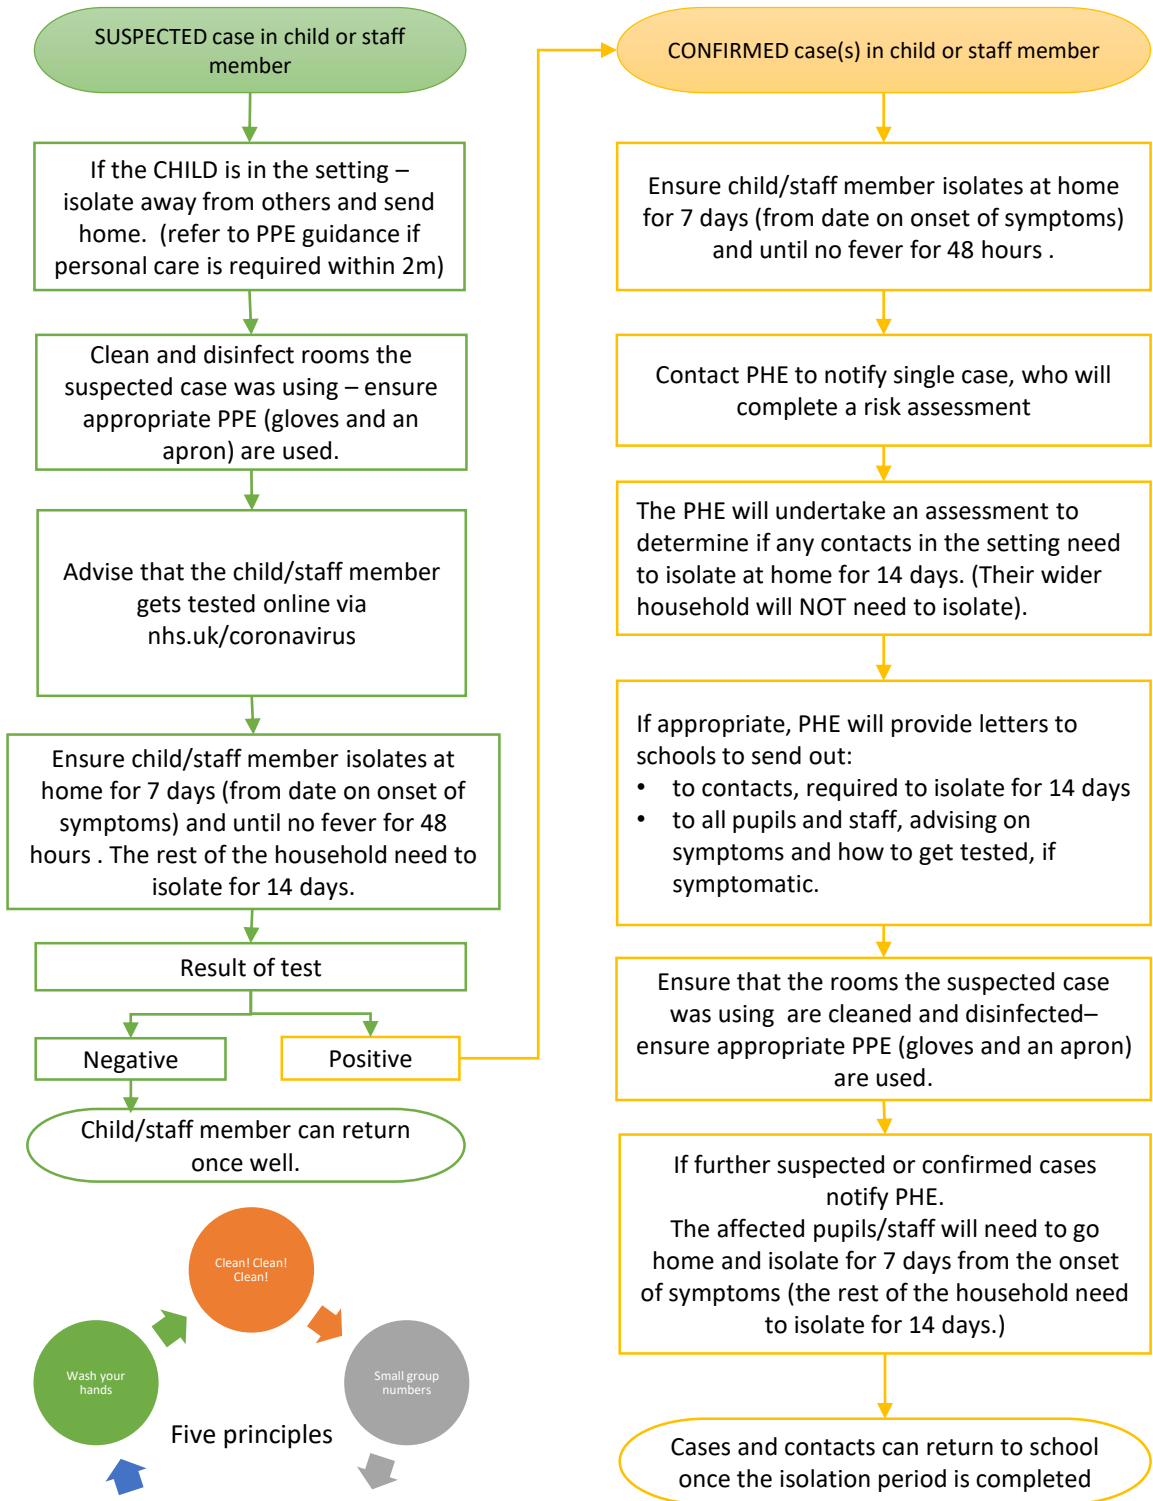 SUSPECTED case in child or staff
member
If the CHILD is in the setting –
isolate away from others and send
home.  (refer to PPE guidance if
personal care is required within 2m)
Clean and disinfect rooms the
suspected case was using – ensure
appropriate PPE (gloves and an
apron) are used.
Advise that the child/staff member
gets tested online via
nhs.uk/coronavirus
Ensure child/staff member isolates at
home for 7 days (from date on onset of
symptoms) and until no fever for 48
hours . The rest of the household need to
isolate for 14 days.
Result of test
Negative
Positive
Child/staff member can return
once well.
Clean! Clean!
Clean!
Wash your
hands
Small group
numbers
Five principles
CONFIRMED case(s) in child or staff member
Ensure child/staff member isolates at home
for 7 days (from date on onset of symptoms)
and until no fever for 48 hours .
Contact PHE to notify single case, who will
complete a risk assessment
The PHE will undertake an assessment to
determine if any contacts in the setting need
to isolate at home for 14 days. (Their wider
household will NOT need to isolate).
If appropriate, PHE will provide letters to
schools to send out:
• to contacts, required to isolate for 14 days
• to all pupils and staff, advising on
symptoms and how to get tested, if
symptomatic.
Ensure that the rooms the suspected case
was using  are cleaned and disinfected–
ensure appropriate PPE (gloves and an apron)
are used.
If further suspected or confirmed cases
notify PHE.
The affected pupils/staff will need to go
home and isolate for 7 days from the onset
of symptoms (the rest of the household need
to isolate for 14 days.)
Cases and contacts can return to school
once the isolation period is completed